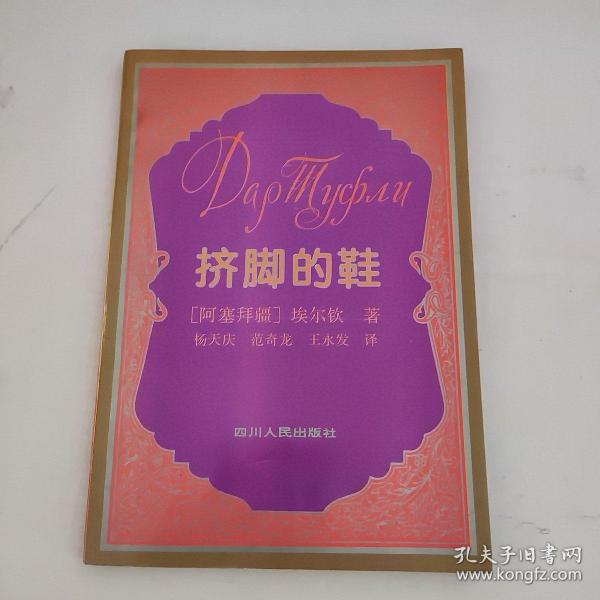 Дар Туфли
挤脚的鞋
[阿塞拜疆] 埃尔钦 著
杨天庆 范奇龙 王永发 译
四川人民出版社
孔夫子旧书网
www.kongfz.com